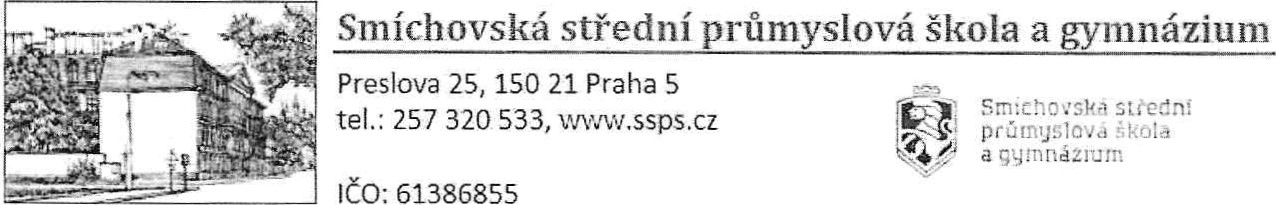 Smíchovská střední průmyslová škola a gymnázium
Preslova 25, 150 21 Praha 5
tel.: 257 320 533, www.ssps.cz
IČO: 61386855
Smíchovská střední
průmyslová škola
a gymnázium